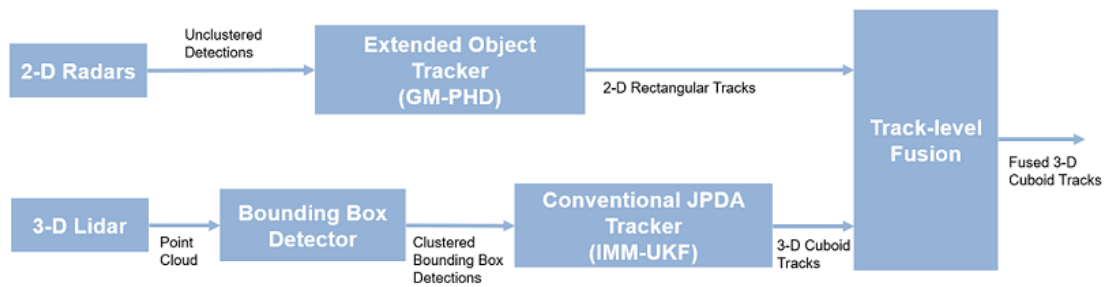 2-D Radars
Unclustered
Detections
Extended Object
Tracker
(GM-PHD)
2-D Rectangular Tracks
Track-level
Fusion
Fused 3-D
Cuboid Tracks
3-D Lidar
Point
Cloud
Bounding Box
Detector
Clustered
Bounding Box
Detections
Conventional JPDA
Tracker
(IMM-UKF)
3-D Cuboid
Tracks